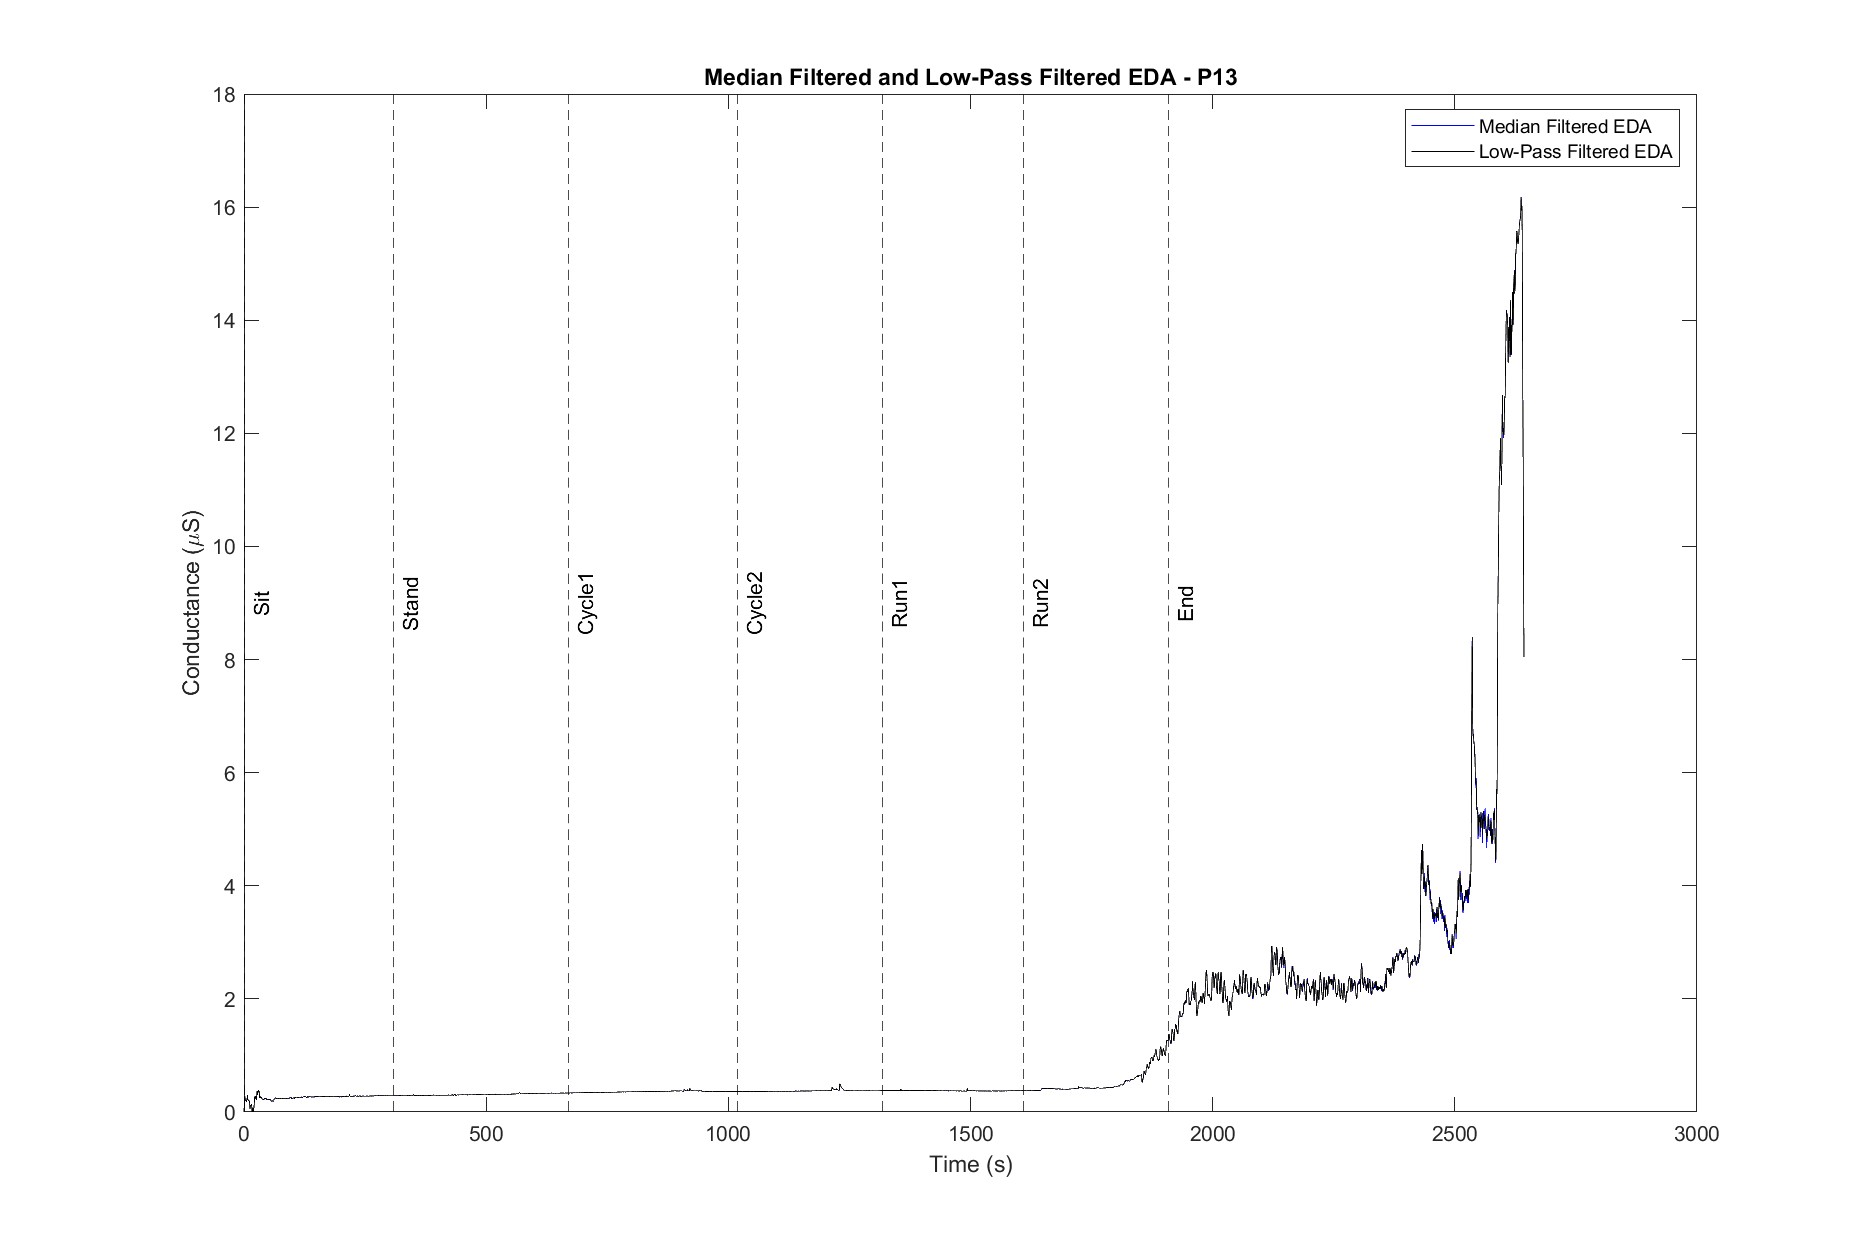 Median Filtered and Low-Pass Filtered EDA - P13
Median Filtered EDA
Low-Pass Filtered EDA
Conductance (μS)
18
16
14
12
10
8
6
4
2
0
Sit
Stand
Cycle1
Cycle2
Run1
Run2
End
0
500
1000
1500
2000
2500
3000
Time (s)